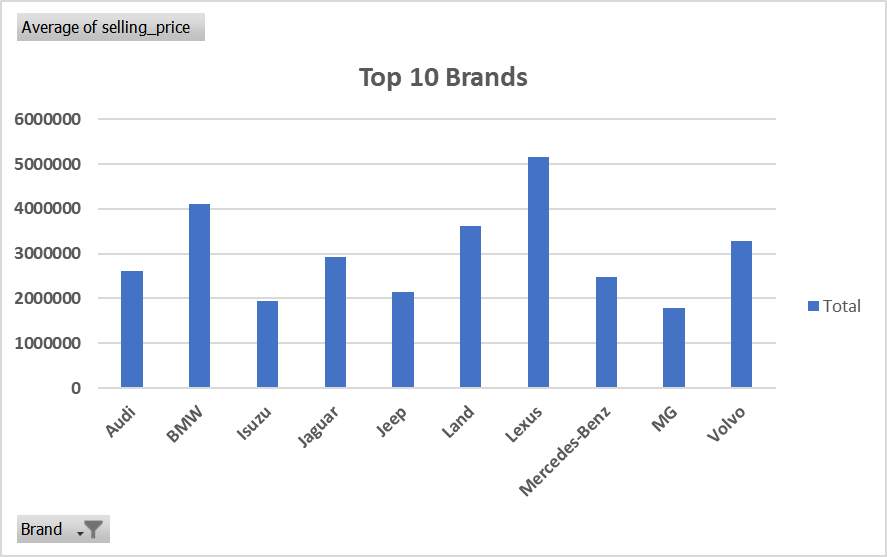 Average of selling_price
Top 10 Brands
6000000
5000000
4000000
3000000
2000000
1000000
0
Audi
BMW
Isuzu
Jaguar
Jeep
Land
Lexus
Mercedes-Benz
MG
Volvo
Total
Brand